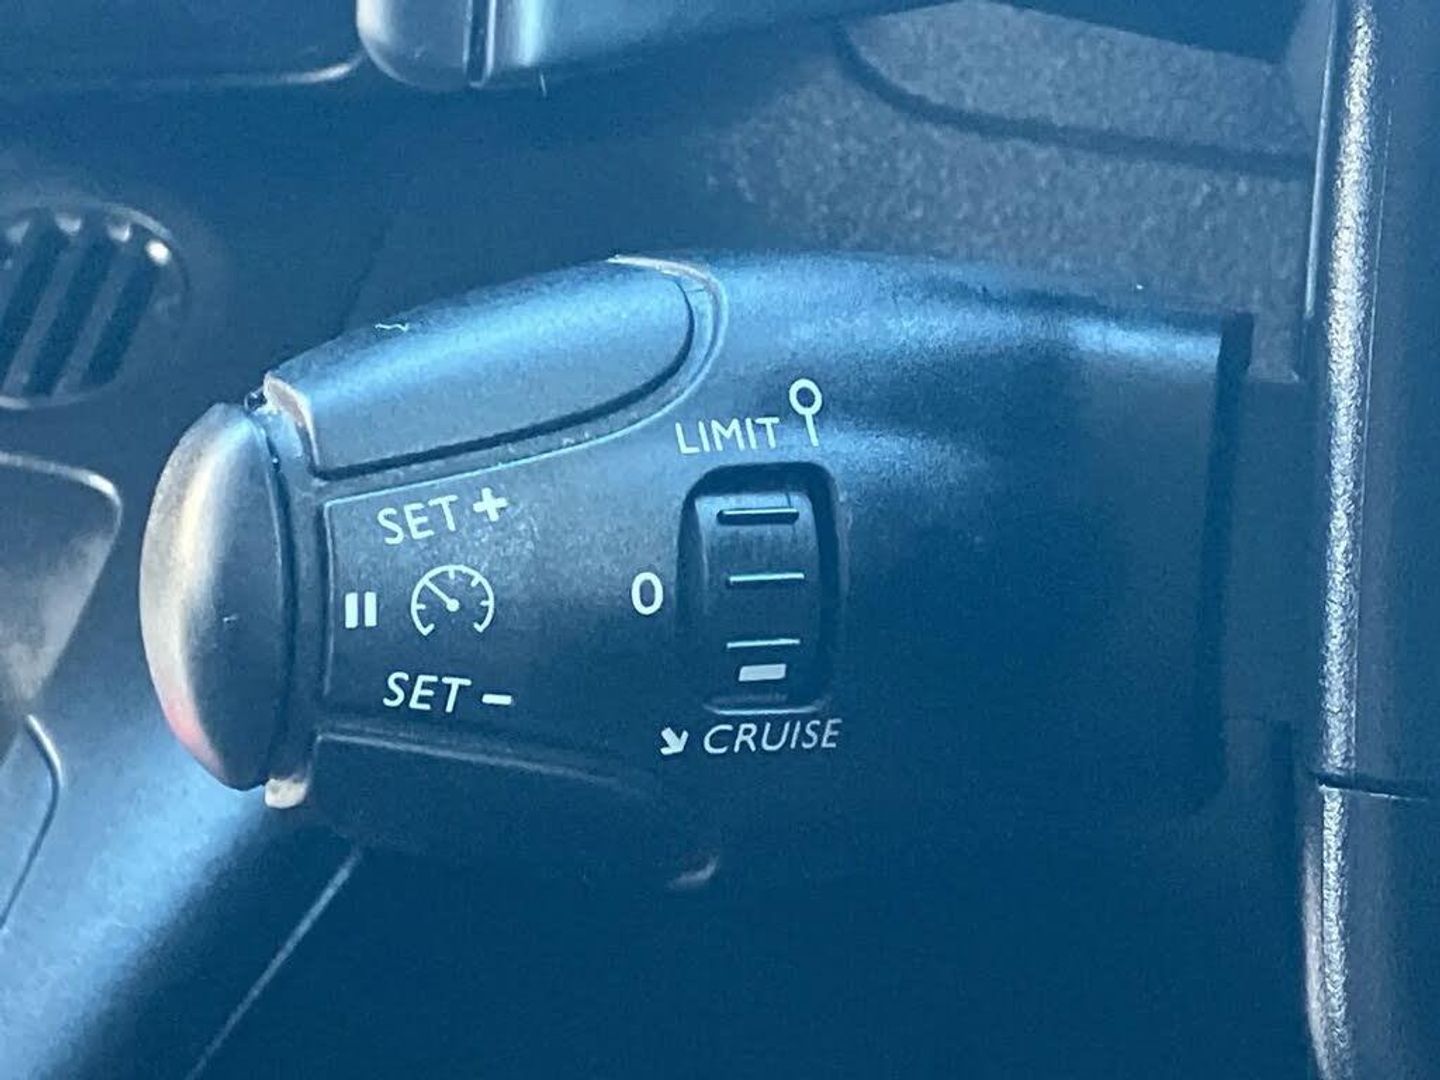 LIMIT
SET +
0
SET -
CRUISE